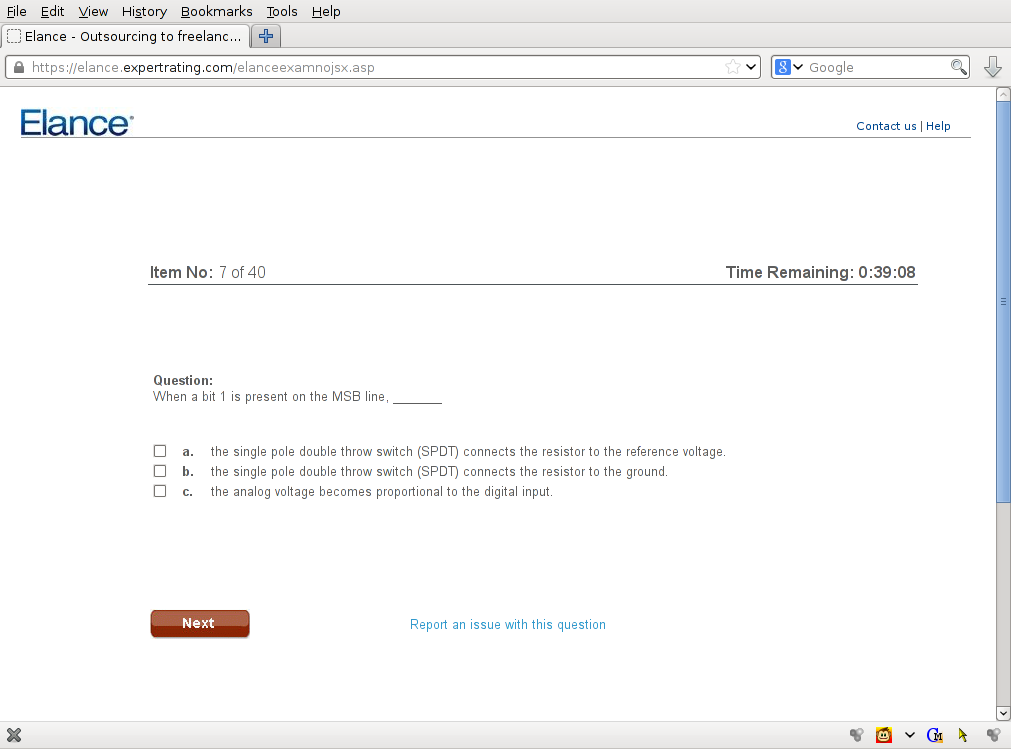 File Edit View History Bookmarks Tools Help
Elance - Outsourcing to freelanc...
https://elance.expertrating.com/elanceexamnojsx.asp
8 Google
Elance
Contact us | Help
Item No: 7 of 40
Time Remaining: 0:39:08
Question:
When a bit 1 is present on the MSB line, _______
a. the single pole double throw switch (SPDT) connects the resistor to the reference voltage.
b. the single pole double throw switch (SPDT) connects the resistor to the ground.
c. the analog voltage becomes proportional to the digital input.
Next
Report an issue with this question